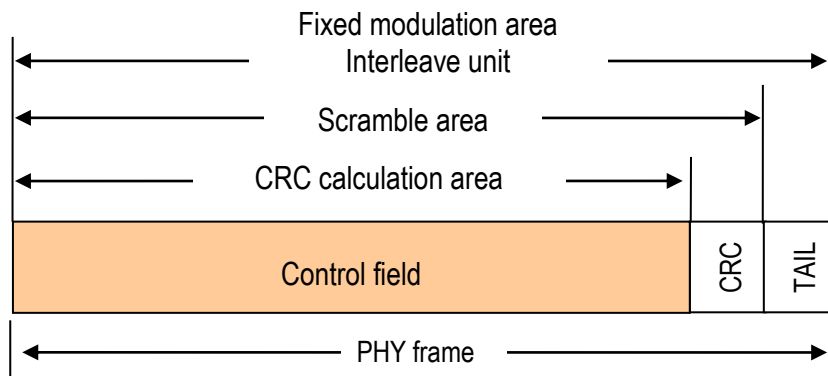 Fixed modulation area
Interleave unit
Scramble area
CRC calculation area
Control field
CRC
TAIL
PHY frame